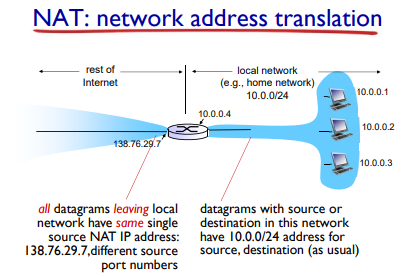 NAT: network address translation
rest of
Internet
local network
(e.g., home network)
10.0.0/24
10.0.0.1
10.0.0.4
10.0.0.2
138.76.29.7
10.0.0.3
all datagrams leaving local
network have same single
source NAT IP address:
138.76.29.7,different source
port numbers
datagrams with source or
destination in this network
have 10.0.0/24 address for
source, destination (as usual)